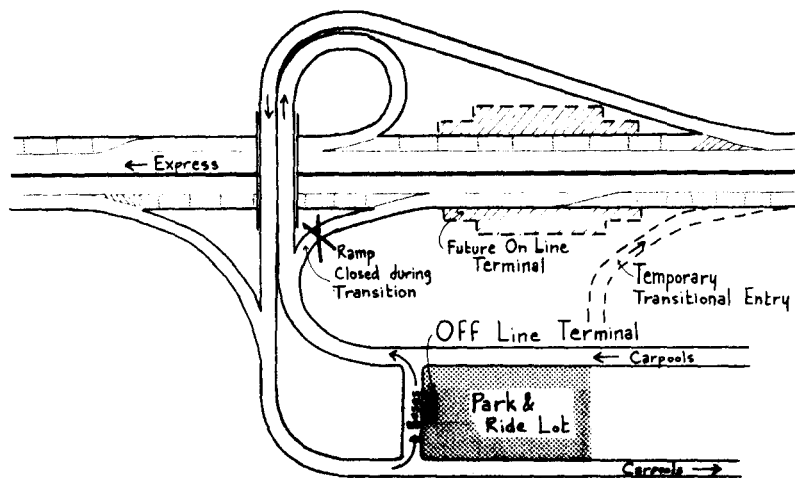 ← Express
Ramp
Closed during
Transition
Future On Line
Terminal
Temporary
Transitional Entry
OFF Line Terminal
← Carpools
Buses
Park &
Ride Lot
Carpools →